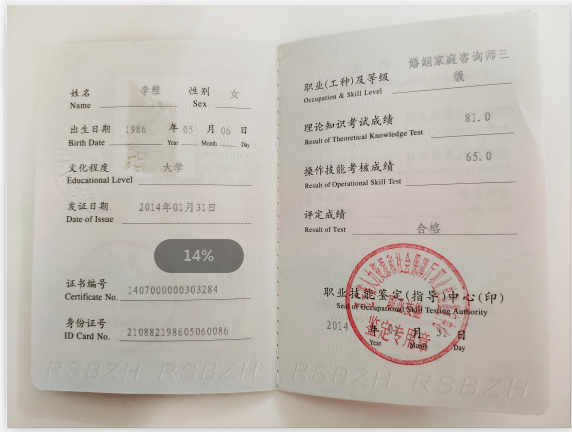 姓名 学雅 性别 女
Name Sex
出生日期 1986 年 05 月 06 日
Birth Date Year Month Day
文化程度 大学
Educational Level
发证日期 2014年01月31日
Date of Issue
14%
证书编号 1407000000303284
Certificate No.
身份证号 210882198605060086
ID Card No.
RSBZH RSBZH
婚姻家庭咨询师三
职业(工种)及等级 级
Occupation & Skill Level
理论知识考试成绩 81.0
Result of Theoretical Knowledge Test
操作技能考核成绩 65.0
Result of Operational Skill Test
评定成绩 合格
Result of Test
职业技能鉴定(指导)中心(印)
Seal of Occupational Skill Testing Authority
2014 年 月 日
Year Month Day
鉴定专用章
RSBZH RSBZH